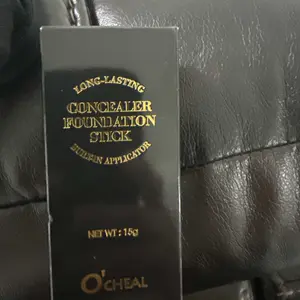 LONG-LASTING
CONCEALER
FOUNDATION
STICK
BUILT-IN APPLICATOR
NET WT: 15g
O'CHEAL